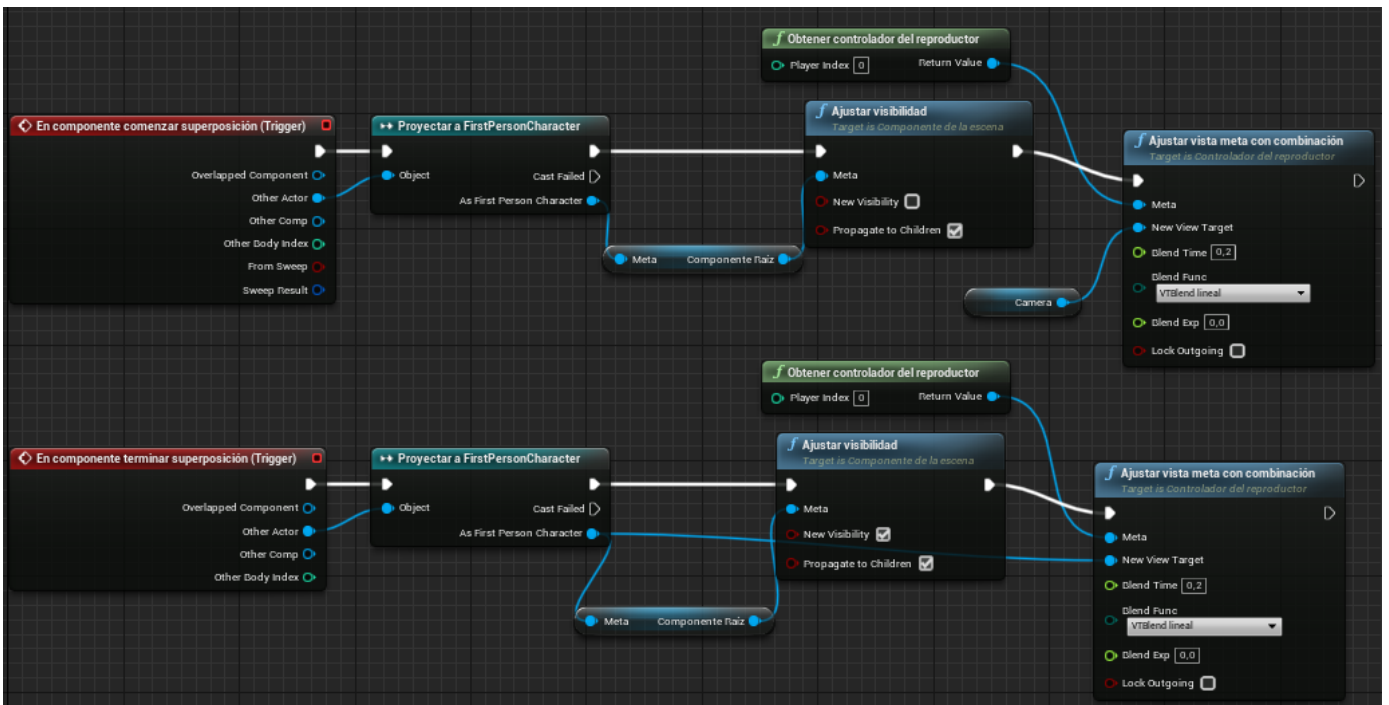 Obtener controlador del reproductor
Player Index 0 Return Value
En componente comenzar superposición (Trigger)
Overlapped Component
Other Actor
Other Comp
Other Body Index
From Sweep
Sweep Result
Proyectar a FirstPersonCharacter
Object Cast Failed
As First Person Character
Meta Componente Raiz
Ajustar visibilidad
Target is Componente de la escena
Meta
New Visibility
Propagate to Children
Camera
Ajustar vista meta con combinación
Target is Controlador del reproductor
Meta
New View Target
Blend Time 0,2
Blend Func
VTBlend lineal
Blend Exp 0,0
Lock Outgoing
Obtener controlador del reproductor
Player Index 0 Return Value
En componente terminar superposición (Trigger)
Overlapped Component
Other Actor
Other Comp
Other Body Index
Proyectar a FirstPersonCharacter
Object Cast Failed
As First Person Character
Meta Componente Raiz
Ajustar visibilidad
Target is Componente de la escena
Meta
New Visibility
Propagate to Children
Ajustar vista meta con combinación
Target is Controlador del reproductor
Meta
New View Target
Blend Time 0,2
Blend Func
VTBlend lineal
Blend Exp 0,0
Lock Outgoing